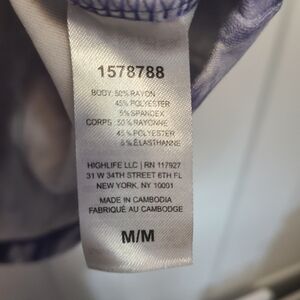 1578788
BODY: 50% RAYON
45% POLYESTER
5% SPANDEX
CORPS: 50% RAYONNE
45% POLYESTER
5% ÉLASTHANNE
HIGHLIFE LLC | RN 117927
31 W 34TH STREET 6TH FL
NEW YORK, NY 10001
MADE IN CAMBODIA
FABRIQUÉ AU CAMBODGE
M/M